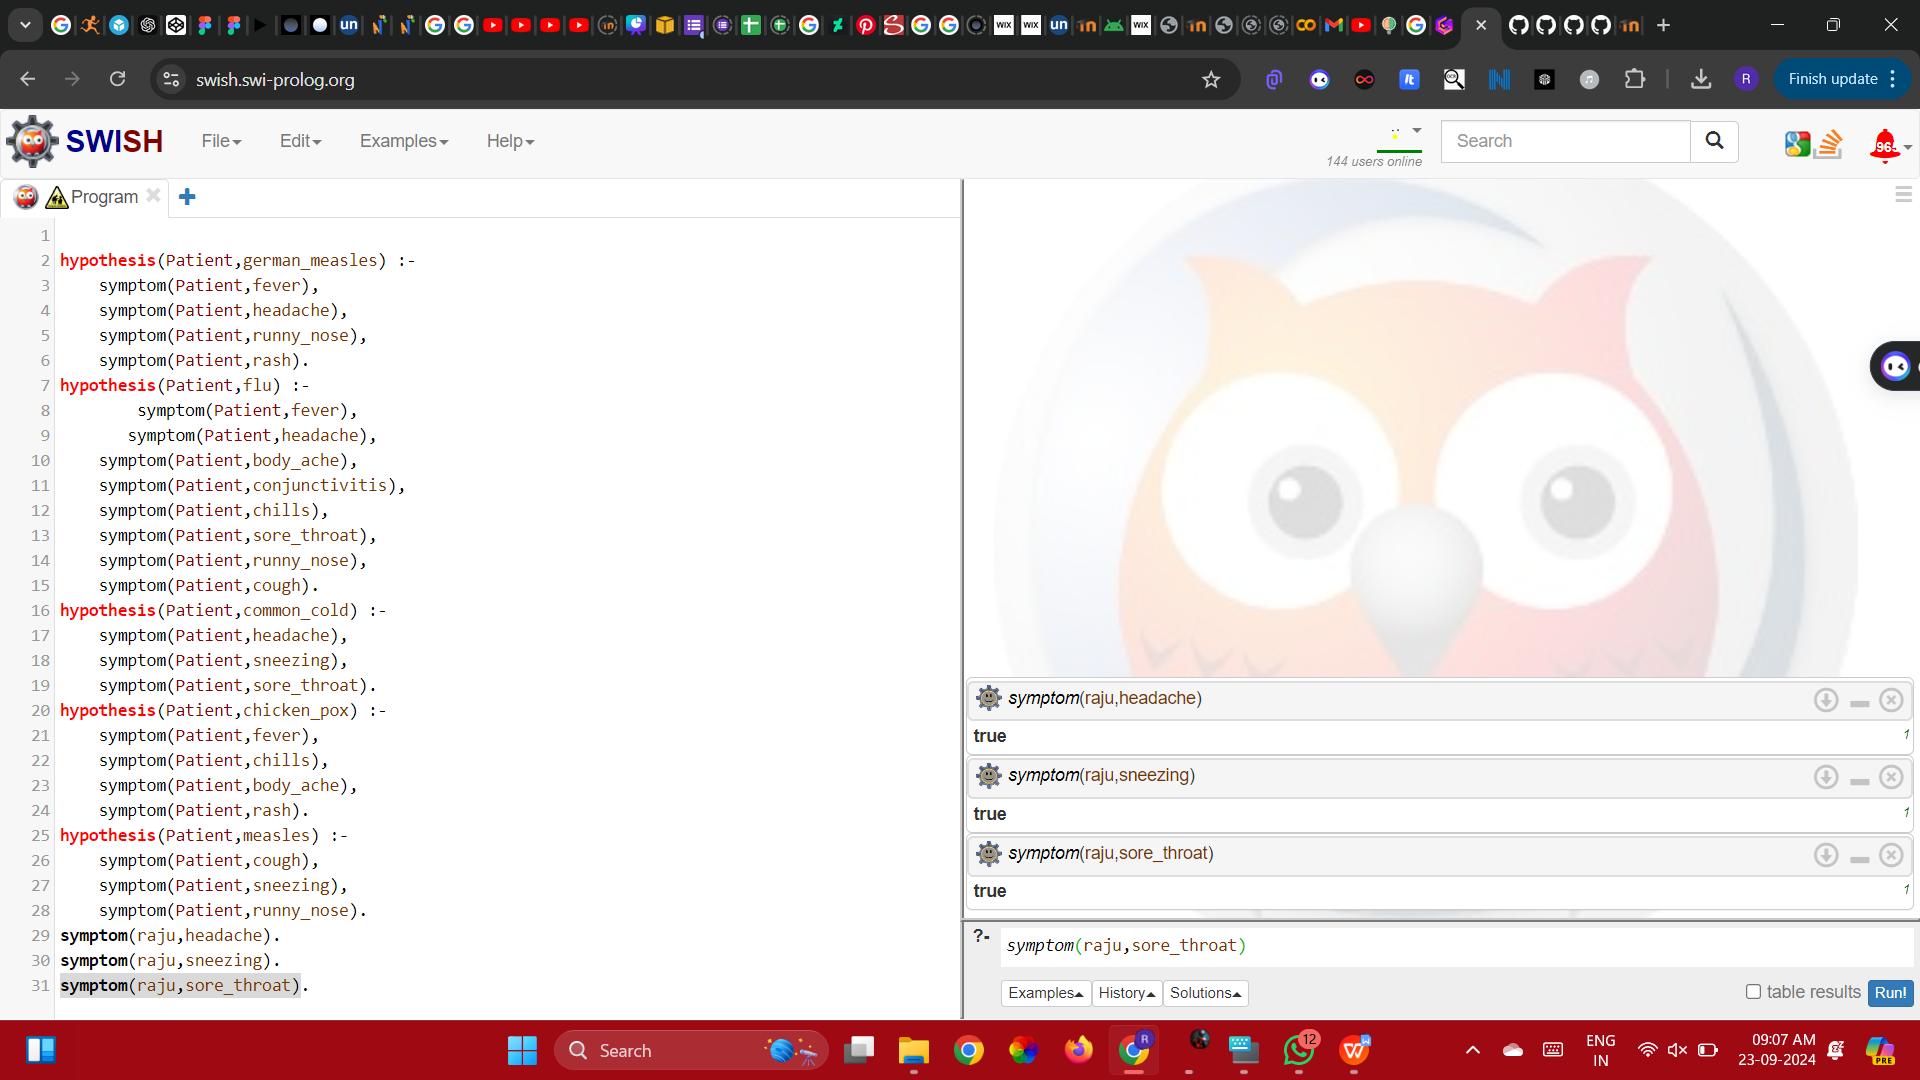 swish.swi-prolog.org
Finish update
SWISH
File
Edit
Examples
Help
144 users online
Search
Program
1
2 hypothesis(Patient,german_measles) :-
3 symptom(Patient,fever),
4 symptom(Patient,headache),
5 symptom(Patient,runny_nose),
6 symptom(Patient,rash).
7 hypothesis(Patient,flu) :-
8 symptom(Patient,fever),
9 symptom(Patient,headache),
10 symptom(Patient,body_ache),
11 symptom(Patient,conjunctivitis),
12 symptom(Patient,chills),
13 symptom(Patient,sore_throat),
14 symptom(Patient,runny_nose),
15 symptom(Patient,cough).
16 hypothesis(Patient,common_cold) :-
17 symptom(Patient,headache),
18 symptom(Patient,sneezing),
19 symptom(Patient,sore_throat).
20 hypothesis(Patient,chicken_pox) :-
21 symptom(Patient,fever),
22 symptom(Patient,chills),
23 symptom(Patient,body_ache),
24 symptom(Patient,rash).
25 hypothesis(Patient,measles) :-
26 symptom(Patient,cough),
27 symptom(Patient,sneezing),
28 symptom(Patient,runny_nose).
29 symptom(raju,headache).
30 symptom(raju,sneezing).
31 symptom(raju,sore_throat).
symptom(raju,headache)
true 1
symptom(raju,sneezing)
true 1
symptom(raju,sore_throat)
true 1
?- symptom(raju,sore_throat)
Examples History Solutions
table results Run!
Search
12
ENG
IN
09:07 AM
23-09-2024
PRE